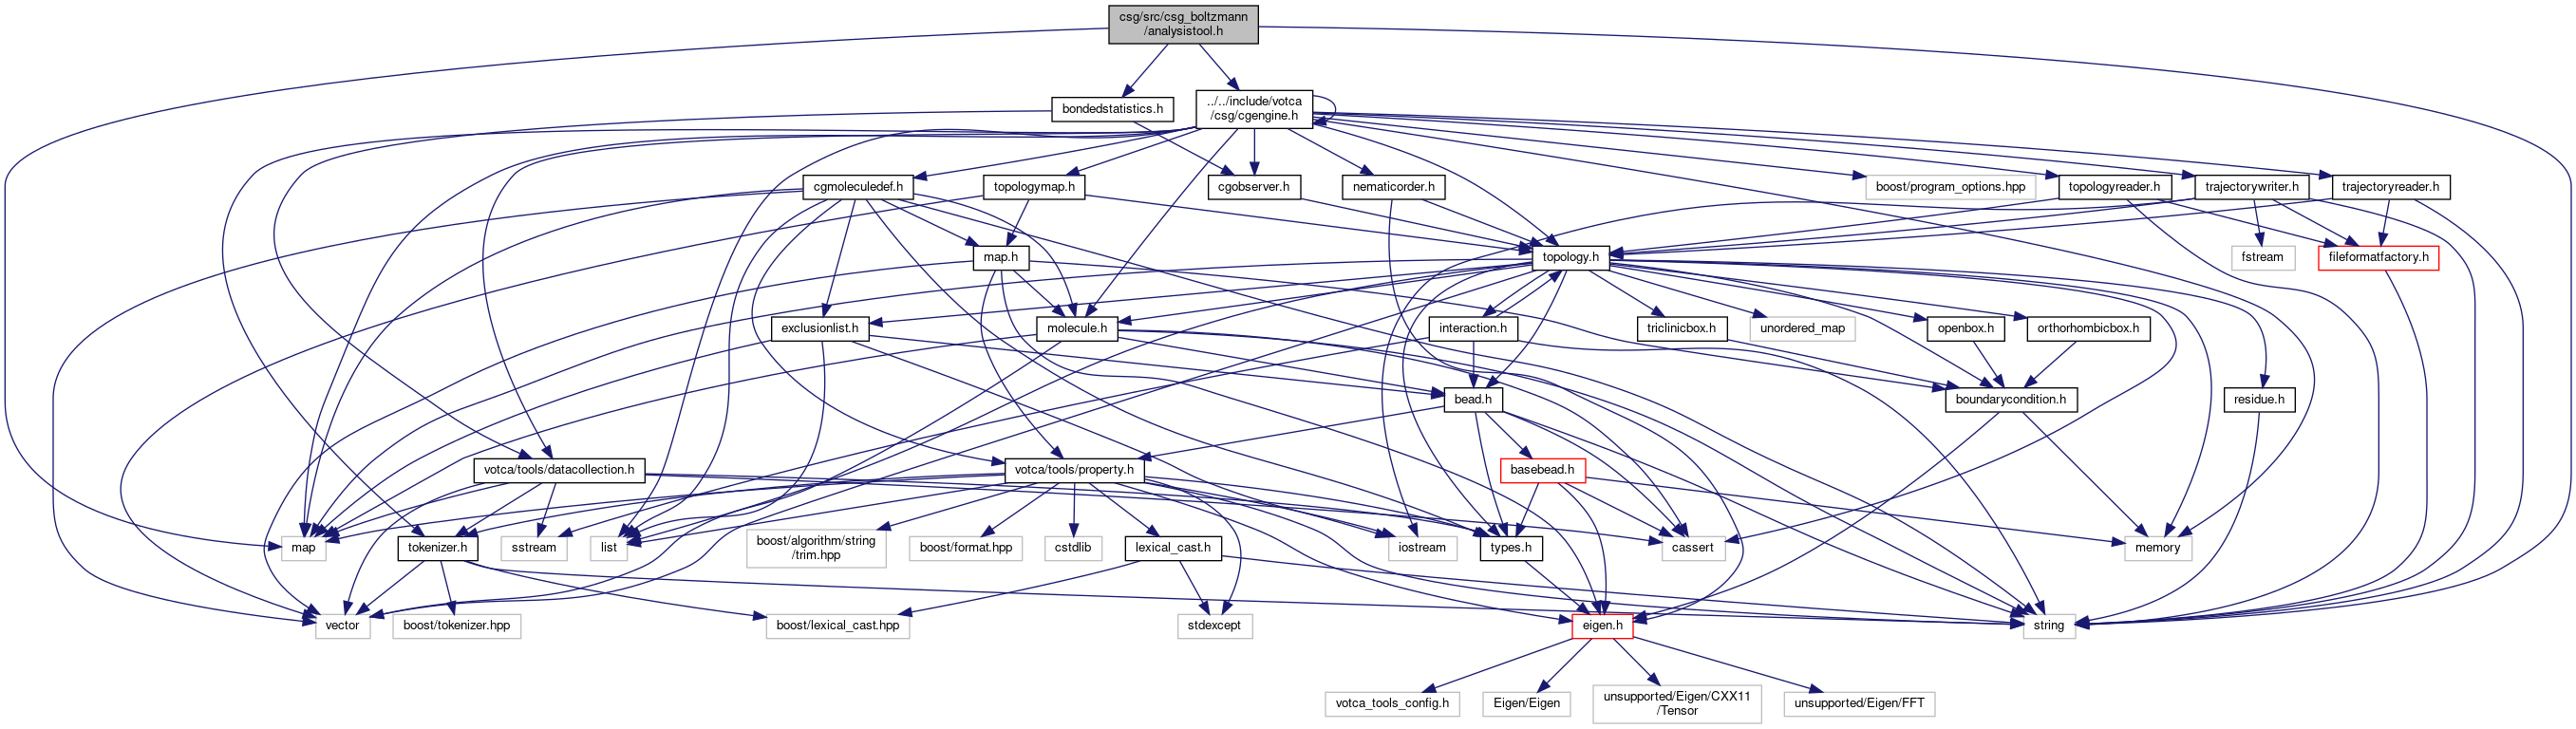 csg/src/csg_boltzmann
/analysistool.h
bondedstatistics.h
../../include/votca
/csg/cgengine.h
cgmoleculedef.h
topologymap.h
cgobserver.h
nematicorder.h
boost/program_options.hpp
topologyreader.h
trajectorywriter.h
trajectoryreader.h
map.h
topology.h
fstream
fileformatfactory.h
exclusionlist.h
molecule.h
interaction.h
triclinicbox.h
unordered_map
openbox.h
orthorhombicbox.h
bead.h
boundarycondition.h
residue.h
votca/tools/datacollection.h
votca/tools/property.h
basebead.h
map
tokenizer.h
sstream
list
boost/algorithm/string
/trim.hpp
boost/format.hpp
cstdlib
lexical_cast.h
iostream
types.h
cassert
memory
vector
boost/tokenizer.hpp
boost/lexical_cast.hpp
stdexcept
eigen.h
string
votca_tools_config.h
Eigen/Eigen
unsupported/Eigen/CXX11
/Tensor
unsupported/Eigen/FFT